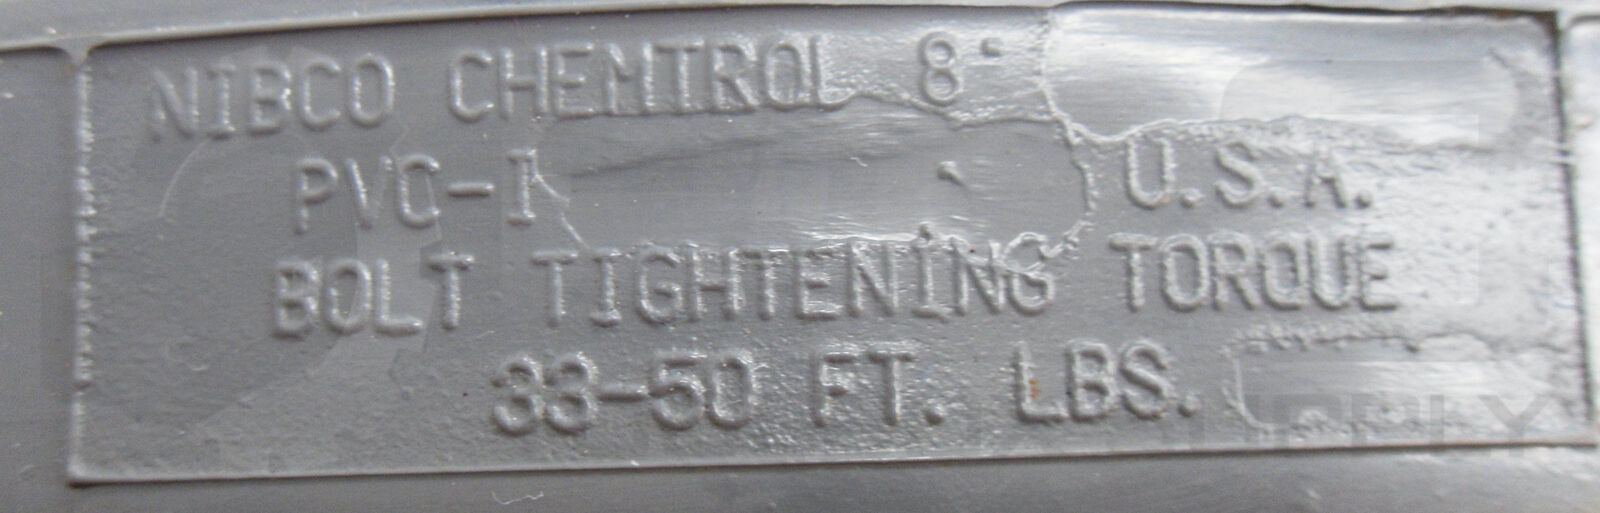 NIBCO CHEMTROL 8"
PVC-I U.S.A.
BOLT TIGHTENING TORQUE
33-50 FT. LBS.